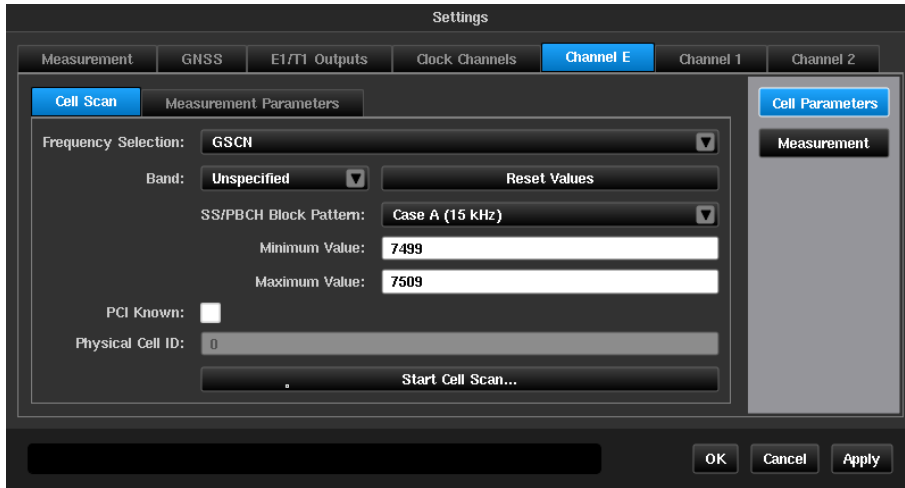 Settings
Measurement GNSS E1/T1 Outputs Clock Channels Channel E Channel 1 Channel 2
Cell Scan Measurement Parameters
Cell Parameters
Measurement
Frequency Selection: GSCN
Band: Unspecified Reset Values
SS/PBCH Block Pattern: Case A (15 kHz)
Minimum Value: 7499
Maximum Value: 7509
PCI Known:
Physical Cell ID: 0
Start Cell Scan...
OK Cancel Apply